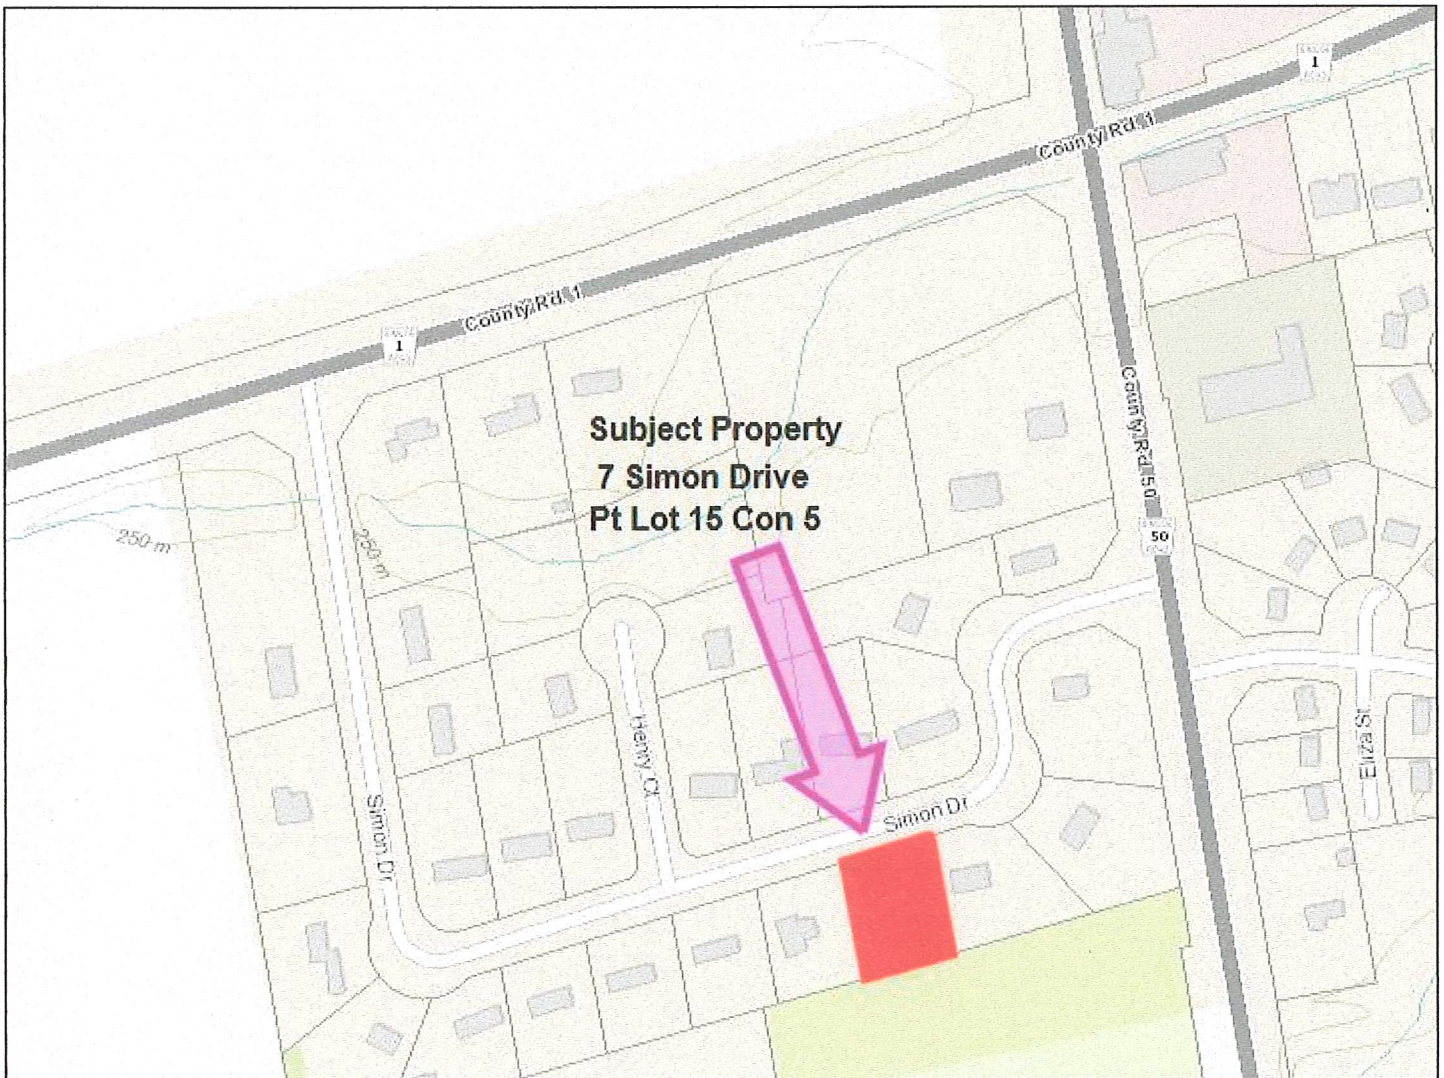 1
County Rd. 1
County Rd. 1
1
County Rd 50
Subject Property
7 Simon Drive
Pt Lot 15 Con 5
50
250 m
250 m
Henry Ct
Eliza St
Simon Dr
Simon Dr